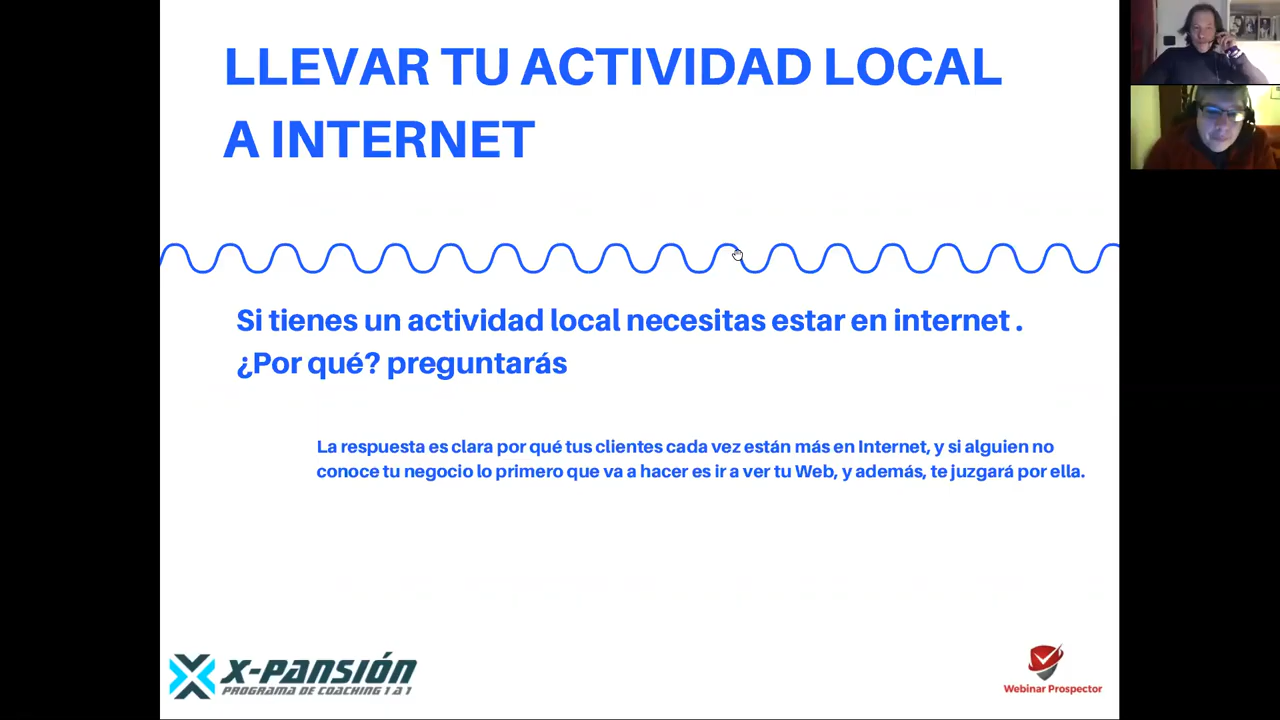 LLEVAR TU ACTIVIDAD LOCAL
A INTERNET
Si tienes un actividad local necesitas estar en internet .
¿Por qué? preguntarás
La respuesta es clara por qué tus clientes cada vez están más en Internet, y si alguien no
conoce tu negocio lo primero que va a hacer es ir a ver tu Web, y además, te juzgará por ella.
X-PANSIÓN
PROGRAMA DE COACHING 1 A 1
Webinar Prospector